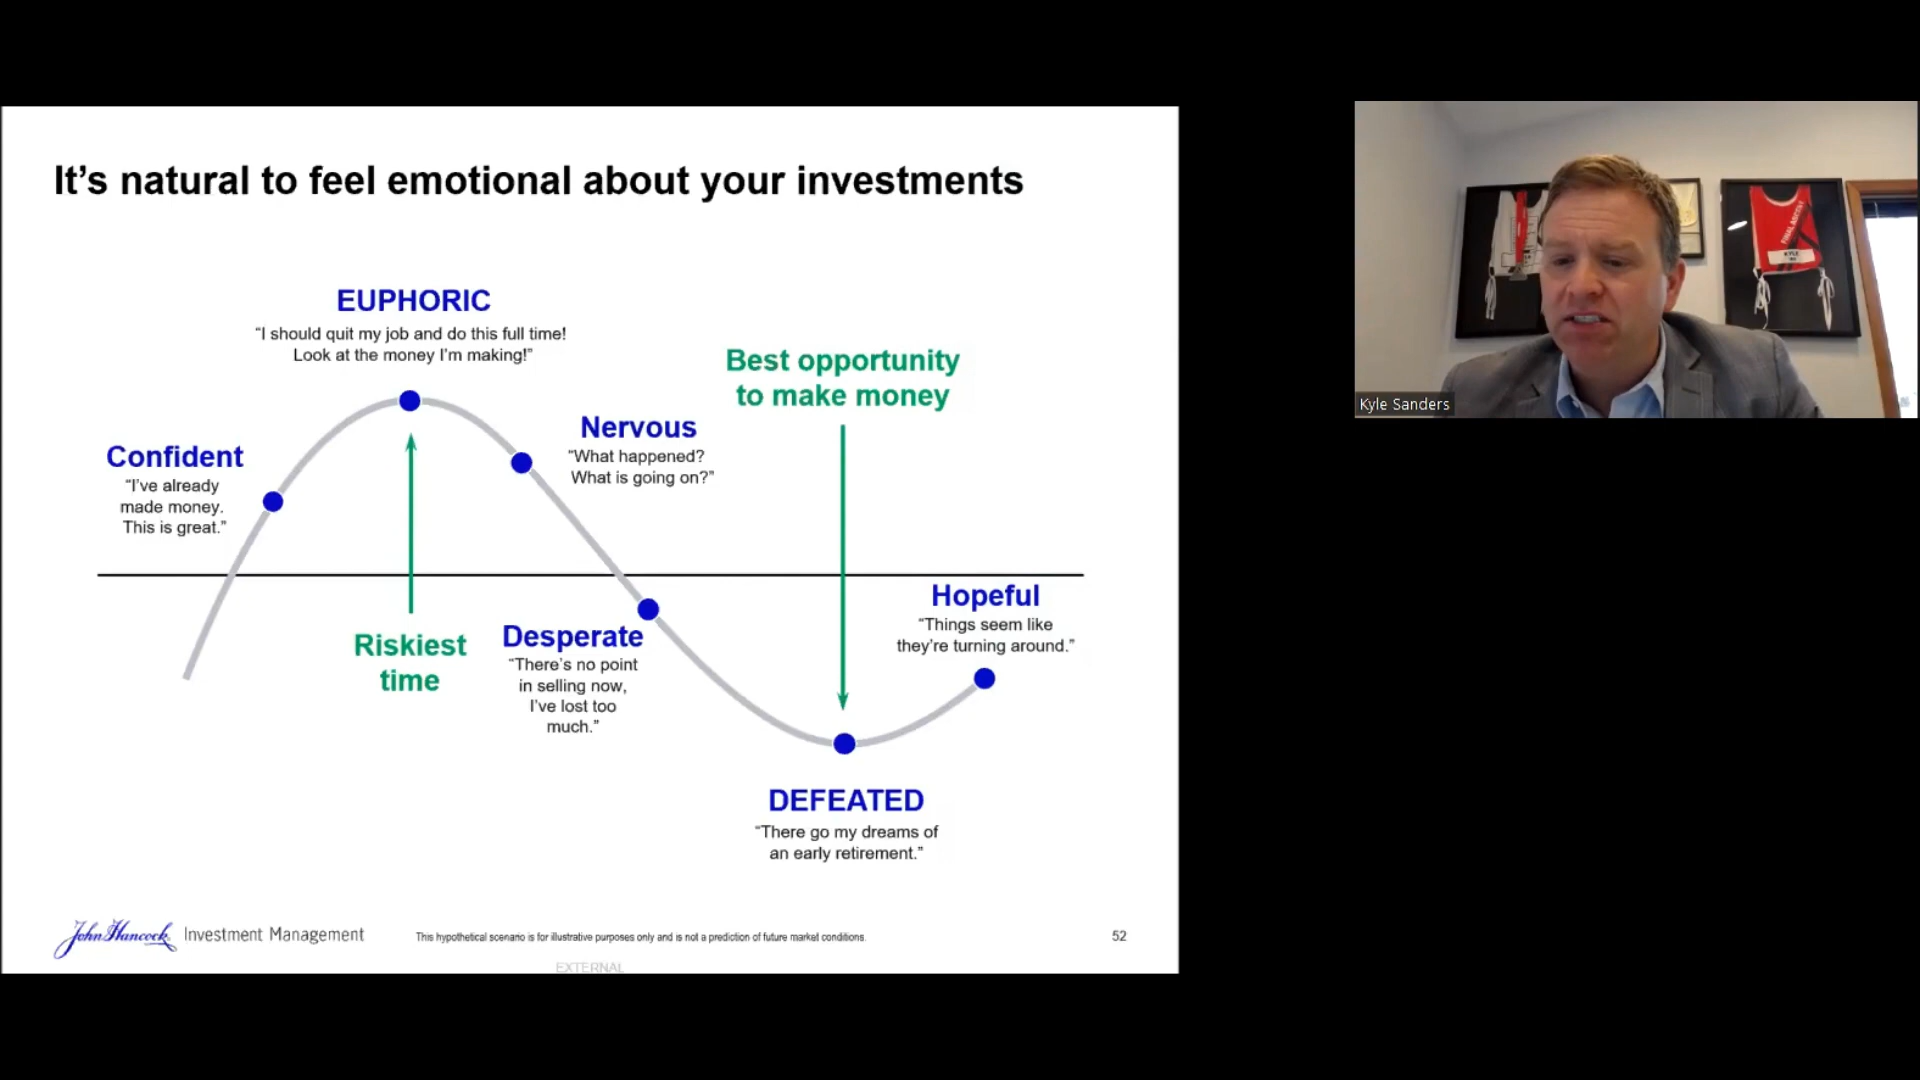 It’s natural to feel emotional about your investments
EUPHORIC
“I should quit my job and do this full time!
Look at the money I’m making!”
Best opportunity
to make money
Nervous
“What happened?
What is going on?”
Confident
“I’ve already
made money.
This is great.”
Hopeful
“Things seem like
they’re turning around.”
Riskiest
time
Desperate
“There’s no point
in selling now,
I’ve lost too
much.”
DEFEATED
“There go my dreams of
an early retirement.”
John Hancock Investment Management
This hypothetical scenario is for illustrative purposes only and is not a prediction of future market conditions.
52
EXTERNAL
FINAL ASCENT
KYLE
Kyle Sanders